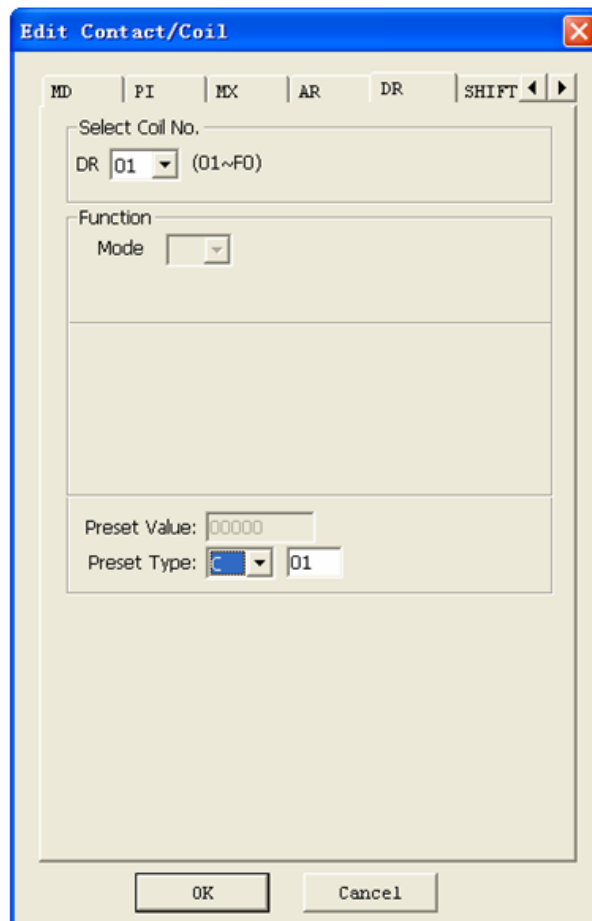 Edit Contact/Coil
MD PI MX AR DR SHIFT
Select Coil No.
DR 01 (01~F0)
Function
Mode
Preset Value: 00000
Preset Type: C 01
OK Cancel